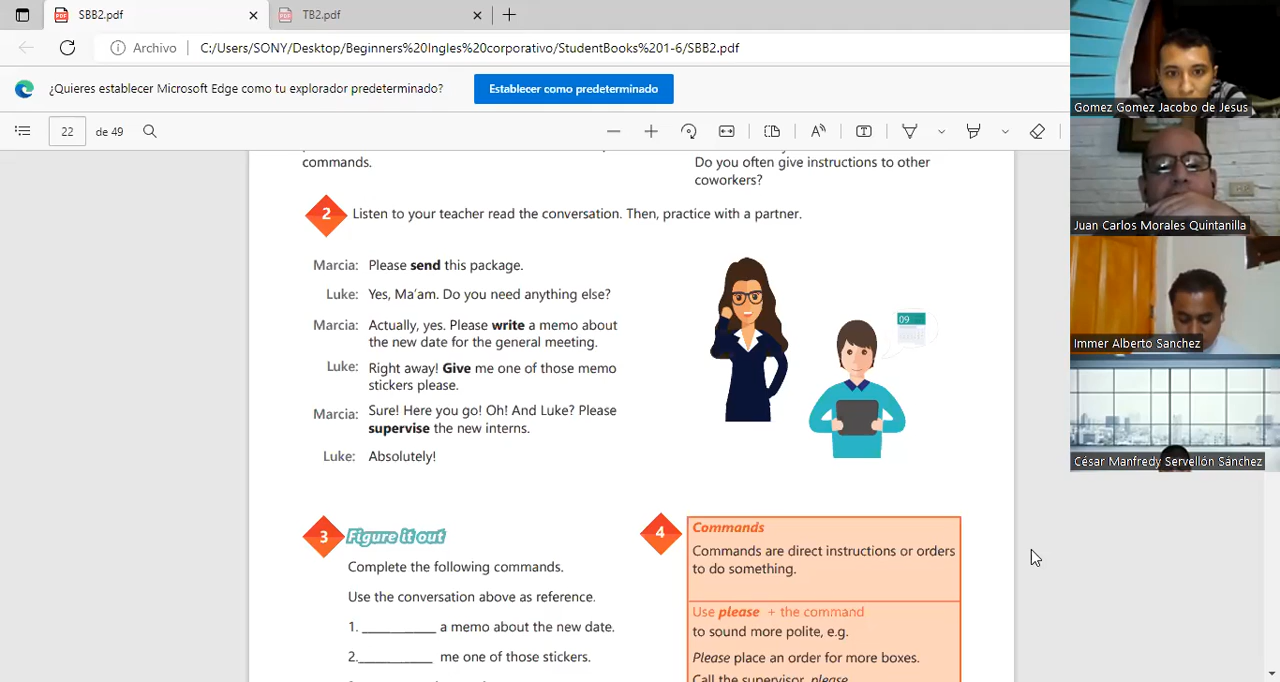 SBB2.pdf
TB2.pdf
Archivo
C:/Users/SONY/Desktop/Beginners%20Ingles%20corporativo/StudentBooks%201-6/SBB2.pdf
¿Quieres establecer Microsoft Edge como tu explorador predeterminado?
Establecer como predeterminado
22
de 49
commands.
Do you often give instructions to other
coworkers?
2
Listen to your teacher read the conversation. Then, practice with a partner.
Marcia: Please send this package.
Luke: Yes, Ma'am. Do you need anything else?
Marcia: Actually, yes. Please write a memo about
the new date for the general meeting.
Luke: Right away! Give me one of those memo
stickers please.
Marcia: Sure! Here you go! Oh! And Luke? Please
supervise the new interns.
Luke: Absolutely!
09
3
Figure it out
Complete the following commands.
Use the conversation above as reference.
1. __________ a memo about the new date.
2.__________ me one of those stickers.
4
Commands
Commands are direct instructions or orders
to do something.
Use please + the command
to sound more polite, e.g.
Please place an order for more boxes.
Call the supervisor, please
Gomez Gomez Jacobo de Jesus
Juan Carlos Morales Quintanilla
Immer Alberto Sanchez
César Manfredy Servellón Sánchez